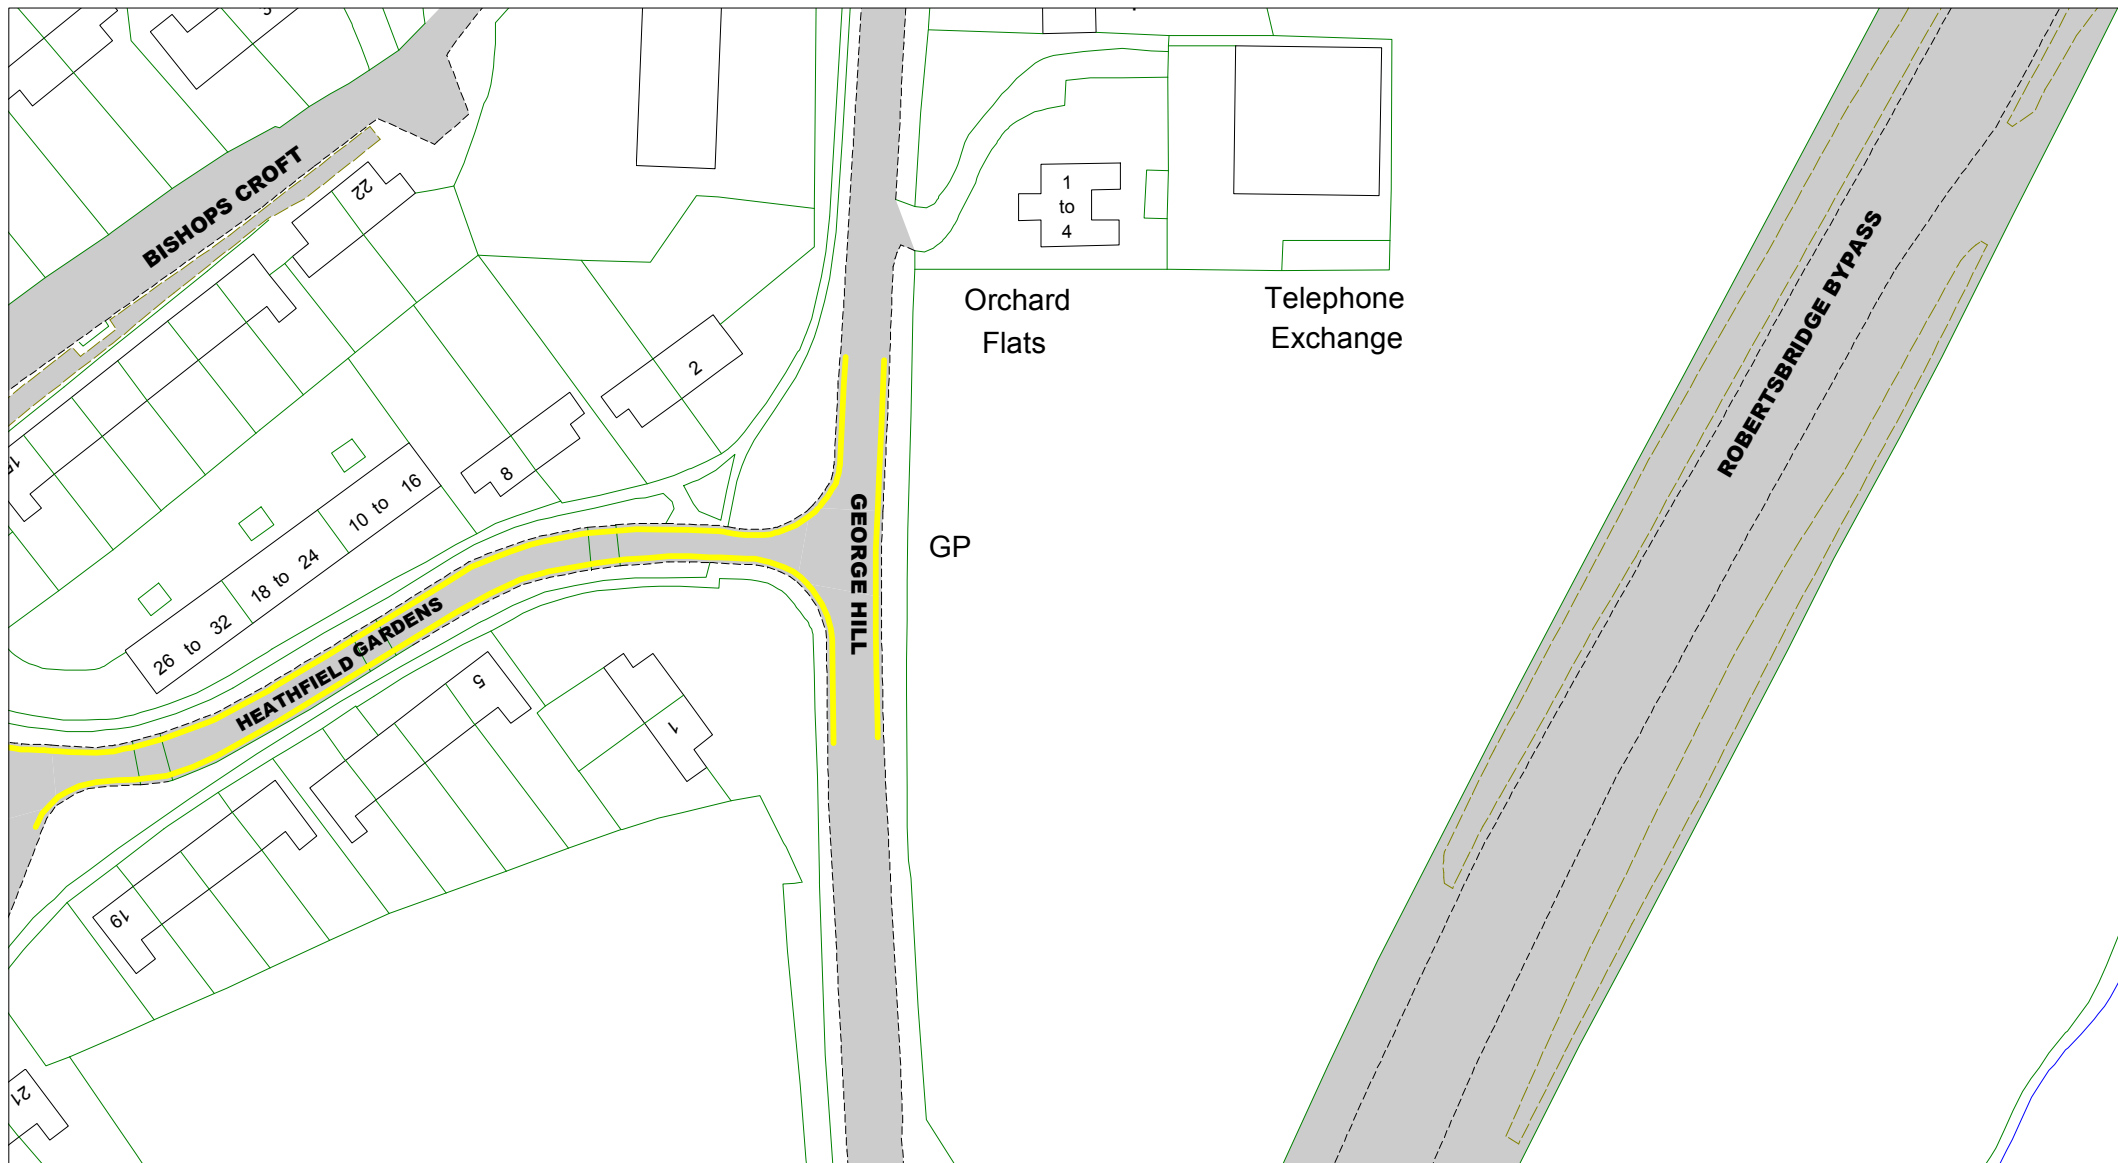 BISHOPS CROFT
22
1
to
4
Orchard
Flats
Telephone
Exchange
ROBERTSBRIDGE BYPASS
2
8
15
10 to 16
18 to 24
26 to 32
GEORGE HILL
GP
HEATHFIELD GARDENS
5
1
19
21